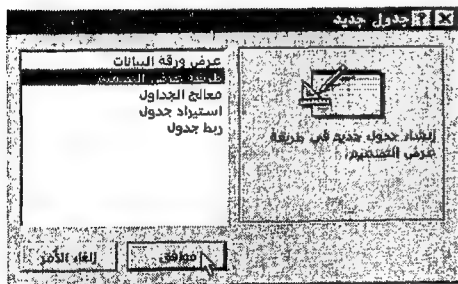 جدول جديد
عرض ورقة البيانات
طريقة عرض التصميم
معالج الجداول
استيراد جدول
ربط جدول
إنشاء جدول جديد في طريقة
عرض التصميم.
موافق
إلغاء الأمر